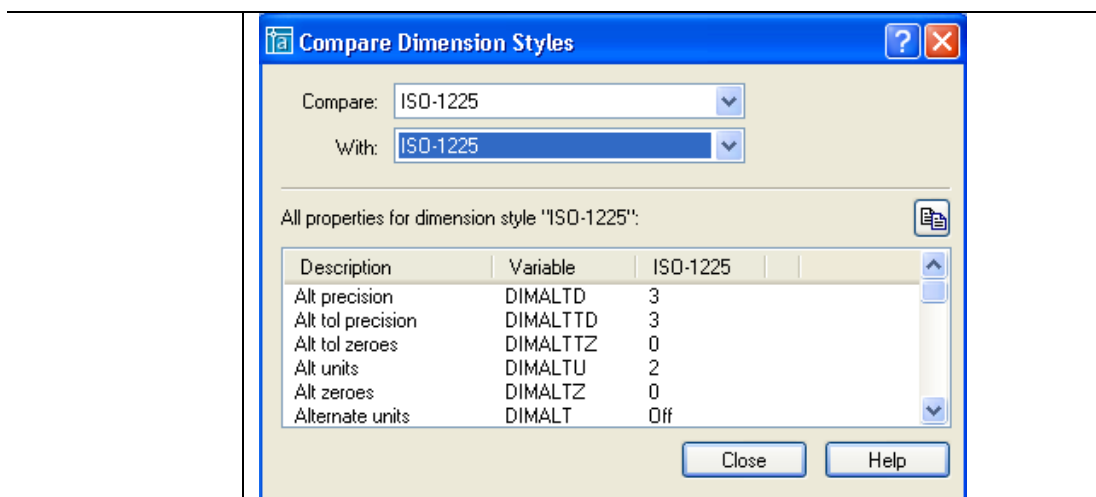 Compare Dimension Styles
Compare: ISO-1225
With: ISO-1225
All properties for dimension style "ISO-1225":
Description Variable ISO-1225
Alt precision DIMALTD 3
Alt tol precision DIMALTTD 3
Alt tol zeroes DIMALTTZ 0
Alt units DIMALTU 2
Alt zeroes DIMALTZ 0
Alternate units DIMALT Off
Close Help